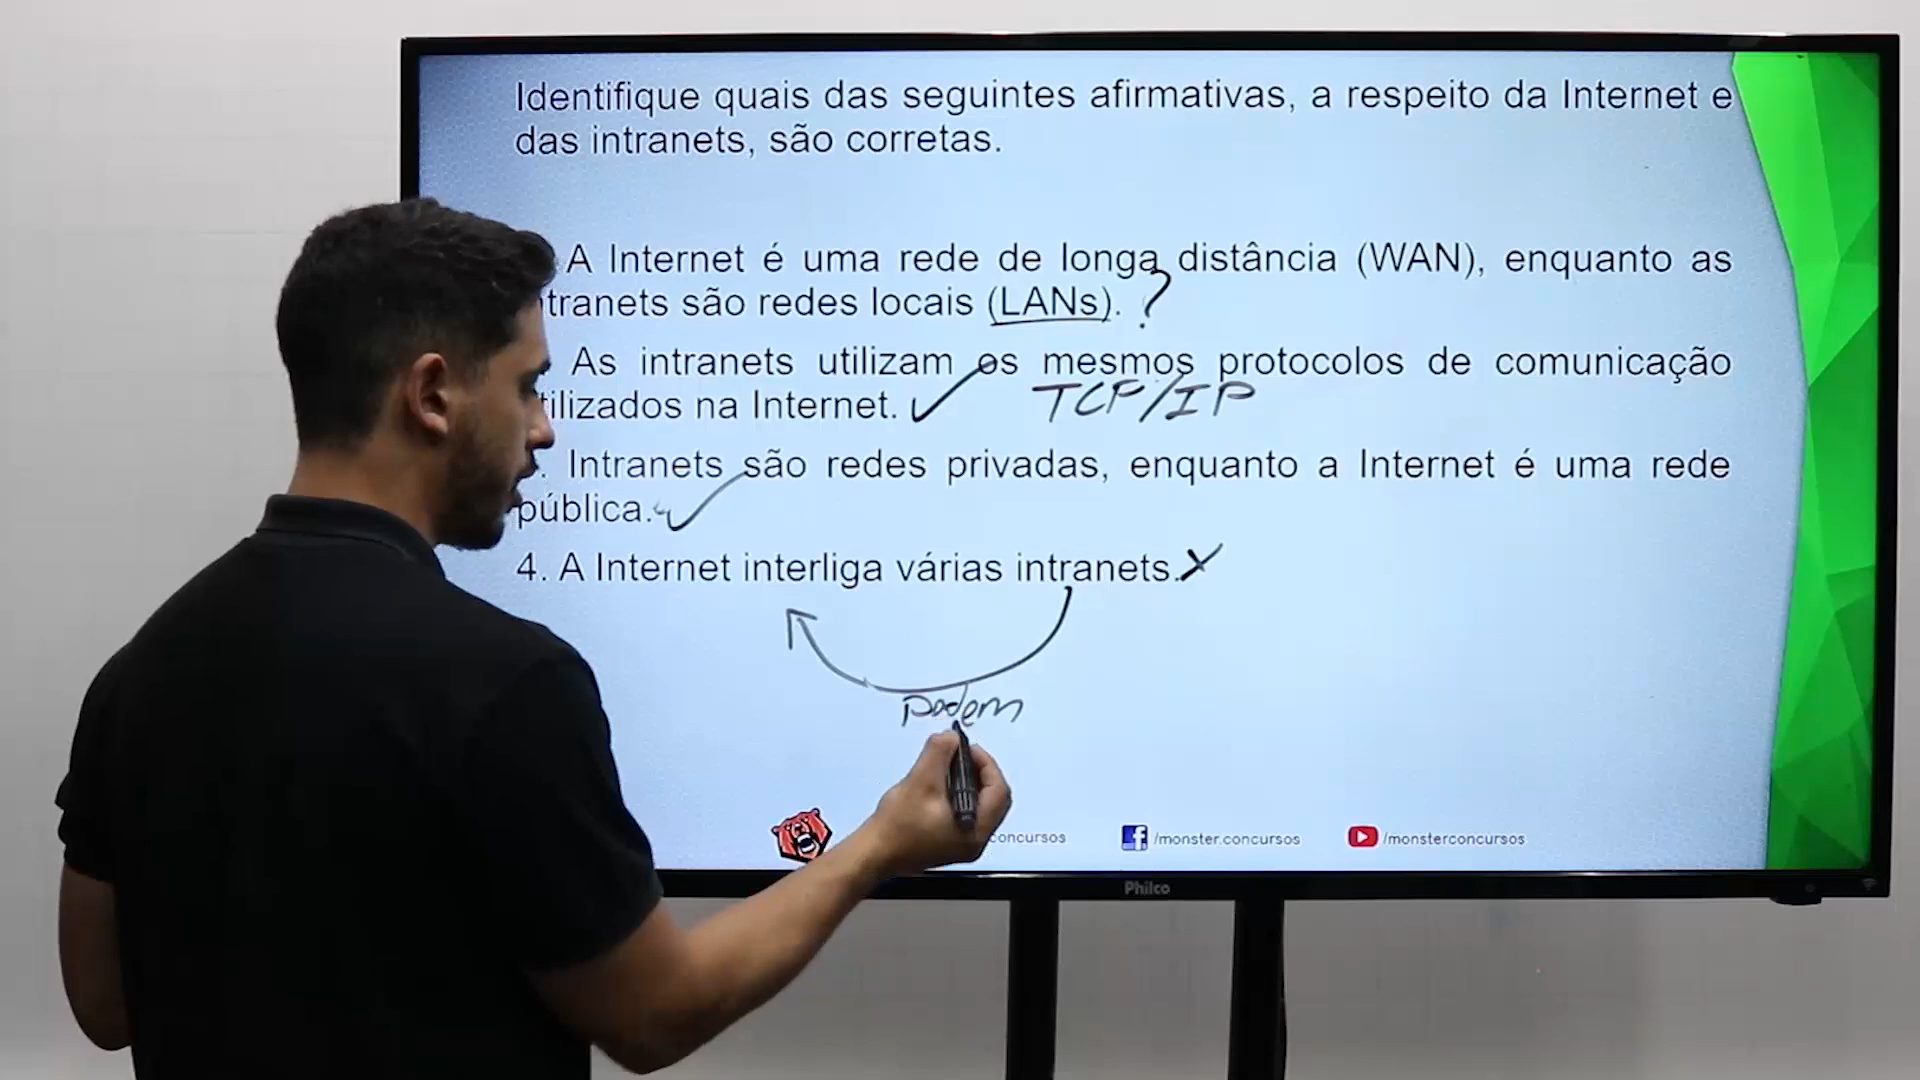 Identifique quais das seguintes afirmativas, a respeito da Internet e
das intranets, são corretas.
A Internet é uma rede de longa distância (WAN), enquanto as
tranets são redes locais (LANs). ?
As intranets utilizam os mesmos protocolos de comunicação
tilizados na Internet. TCP/IP
. Intranets são redes privadas, enquanto a Internet é uma rede
pública.
4. A Internet interliga várias intranets. X
podem
concursos /monster.concursos /monsterconcursos
Philco